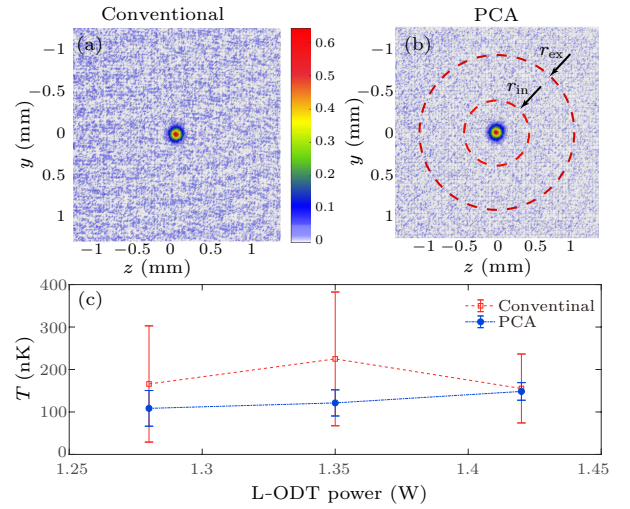 Conventional
PCA
(a)
(b)
r_ex
r_in
−1
−0.5
0
0.5
1
y (mm)
−1
−0.5
0
0.5
1
z (mm)
0.6
0.5
0.4
0.3
0.2
0.1
0
−1
−0.5
0
0.5
1
y (mm)
−1
−0.5
0
0.5
1
z (mm)
(c)
Conventinal
PCA
400
300
200
100
0
T (nK)
1.25
1.3
1.35
1.4
1.45
L-ODT power (W)